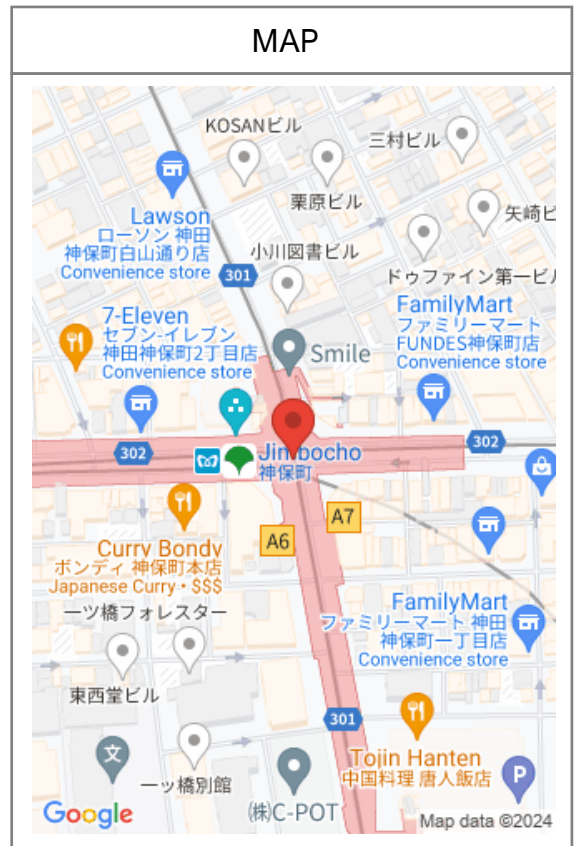 MAP
KOSANビル
三村ビル
栗原ビル
Lawson
ローソン 神田
神保町白山通り店
Convenience store
矢崎ビ
小川図書ビル
ドゥファイン第一ビル
301
7-Eleven
セブン-イレブン
神田神保町2丁目店
Convenience store
FamilyMart
ファミリーマート
FUNDES神保町店
Convenience store
Smile
302
302
Jimbocho
神保町
A7
A6
Curry Bondy
ボンディ 神保町本店
Japanese Curry・$$$
一ツ橋フォレスター
FamilyMart
ファミリーマート 神田
神保町一丁目店
Convenience store
東西堂ビル
301
文
一ッ橋別館
Tojin Hanten
中国料理 唐人飯店
P
(株)C-POT
Google
Map data ©2024